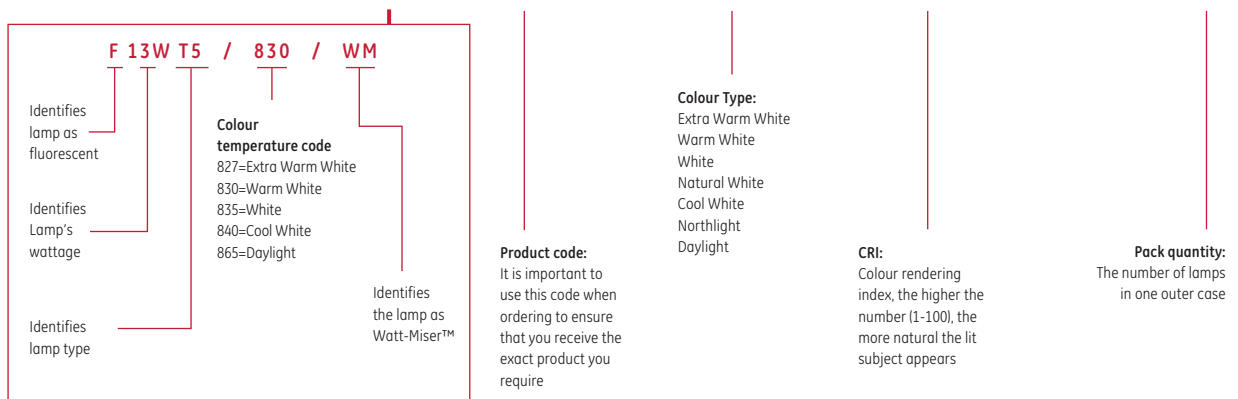 F 13W T5 / 830 / WM
Identifies
lamp as
fluorescent
Identifies
Lamp's
wattage
Identifies
lamp type
Colour
temperature code
827=Extra Warm White
830=Warm White
835=White
840=Cool White
865=Daylight
Identifies
the lamp as
Watt-Miser™
Product code:
It is important to
use this code when
ordering to ensure
that you receive the
exact product you
require
Colour Type:
Extra Warm White
Warm White
White
Natural White
Cool White
Northlight
Daylight
CRI:
Colour rendering
index, the higher the
number (1-100), the
more natural the lit
subject appears
Pack quantity:
The number of lamps
in one outer case